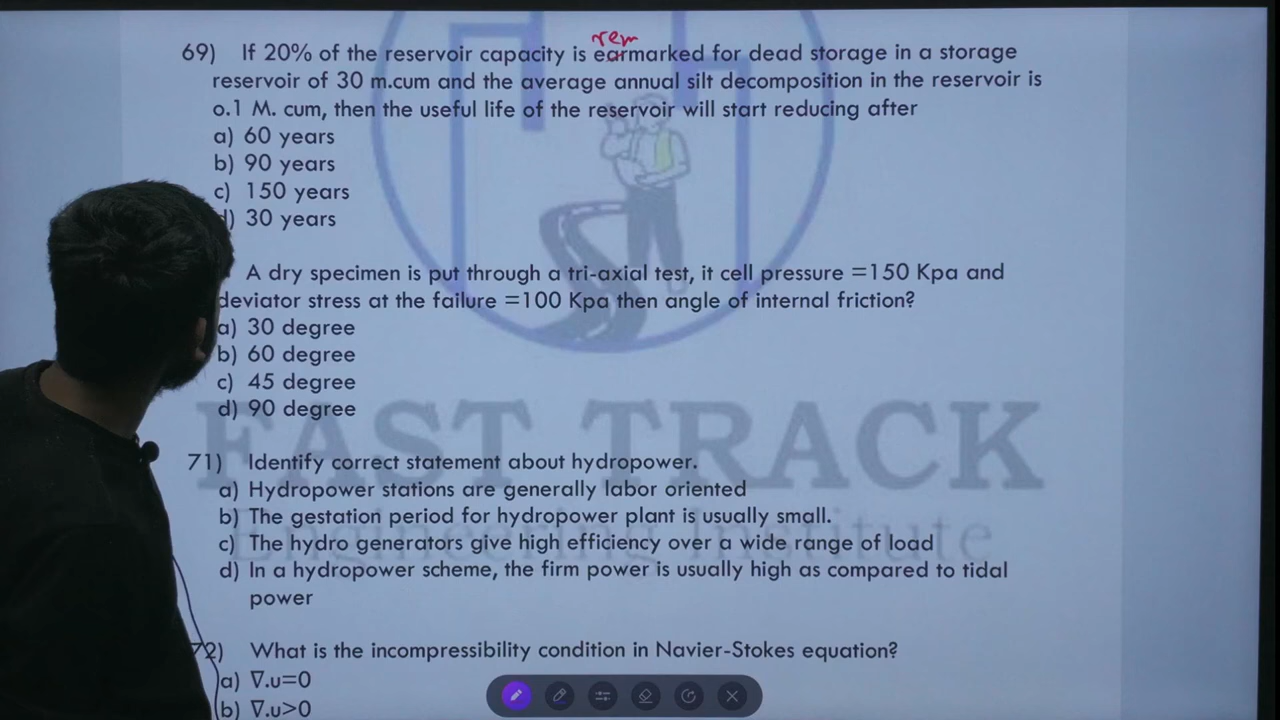 rem
69) If 20% of the reservoir capacity is earmarked for dead storage in a storage
reservoir of 30 m.cum and the average annual silt decomposition in the reservoir is
o.1 M. cum, then the useful life of the reservoir will start reducing after
a) 60 years
b) 90 years
c) 150 years
d) 30 years
A dry specimen is put through a tri-axial test, it cell pressure =150 Kpa and
deviator stress at the failure =100 Kpa then angle of internal friction?
a) 30 degree
b) 60 degree
c) 45 degree
d) 90 degree
FAST TRACK
71) Identify correct statement about hydropower.
a) Hydropower stations are generally labor oriented
b) The gestation period for hydropower plant is usually small.
Engineering Institute
c) The hydro generators give high efficiency over a wide range of load
d) In a hydropower scheme, the firm power is usually high as compared to tidal
power
72) What is the incompressibility condition in Navier-Stokes equation?
a) ∇.u=0
b) ∇.u>0